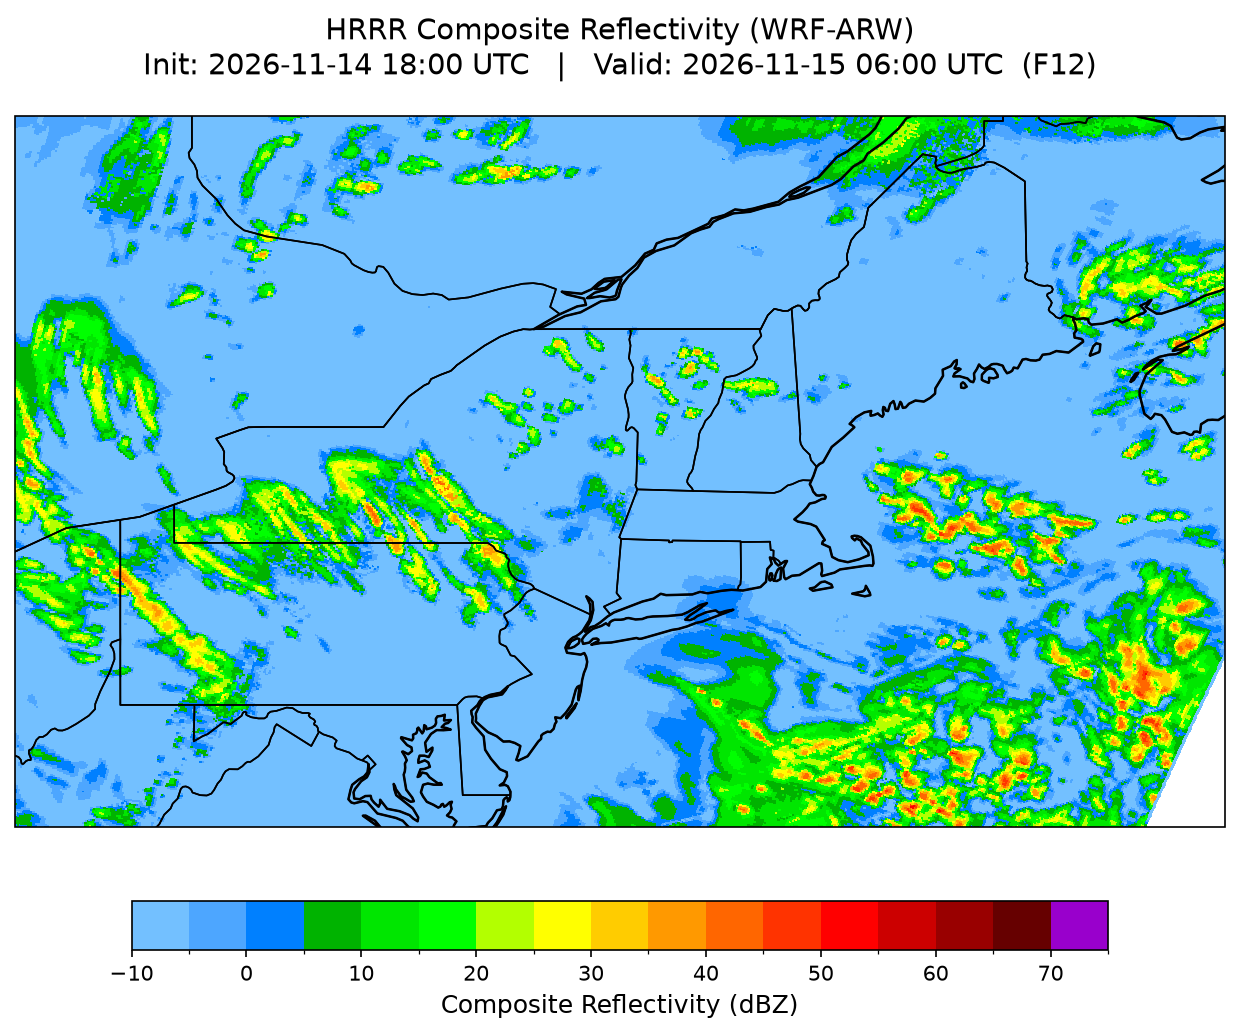 HRRR Composite Reflectivity (WRF-ARW)
Init: 2026-11-14 18:00 UTC   |   Valid: 2026-11-15 06:00 UTC  (F12)
−10 0 10 20 30 40 50 60 70
Composite Reflectivity (dBZ)